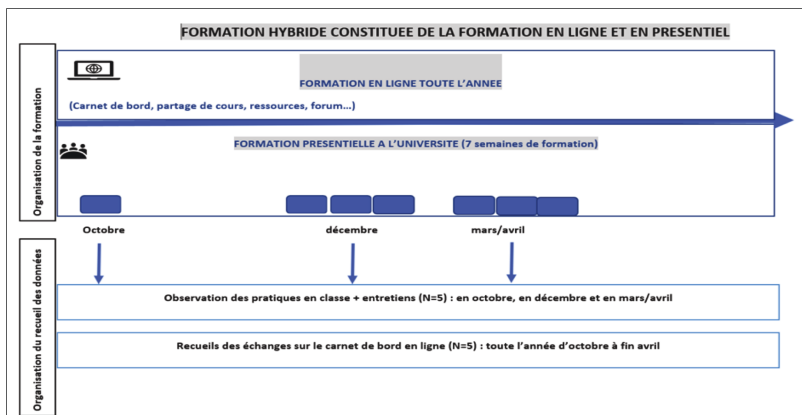 FORMATION HYBRIDE CONSTITUEE DE LA FORMATION EN LIGNE ET EN PRESENTIEL
Organisation de la formation
FORMATION EN LIGNE TOUTE L'ANNEE
(Carnet de bord, partage de cours, ressources, forum…)
FORMATION PRESENTIELLE A L'UNIVERSITE (7 semaines de formation)
Octobre
décembre
mars/avril
Organisation du recueil des données
Observation des pratiques en classe + entretiens (N=5) : en octobre, en décembre et en mars/avril
Recueils des échanges sur le carnet de bord en ligne (N=5) : toute l'année d'octobre à fin avril